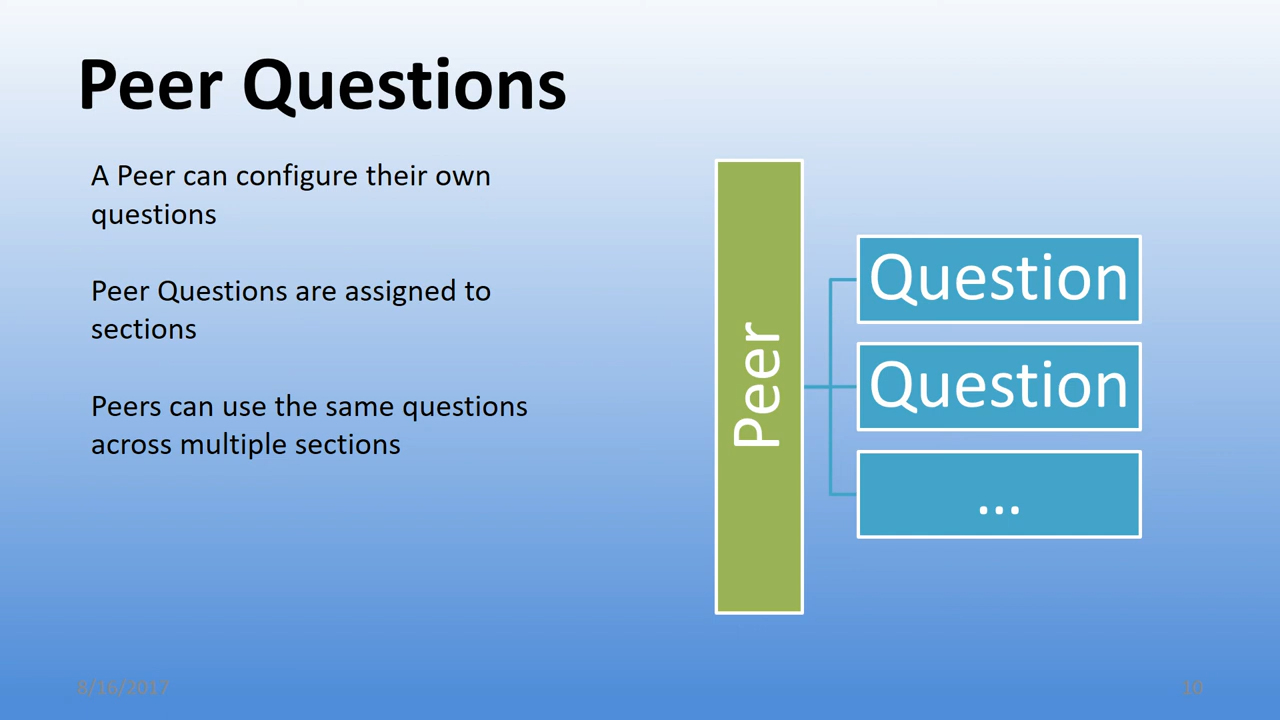 Peer Questions
A Peer can configure their own
questions
Peer Questions are assigned to
sections
Peers can use the same questions
across multiple sections
Peer
Question
Question
...
8/16/2017
10